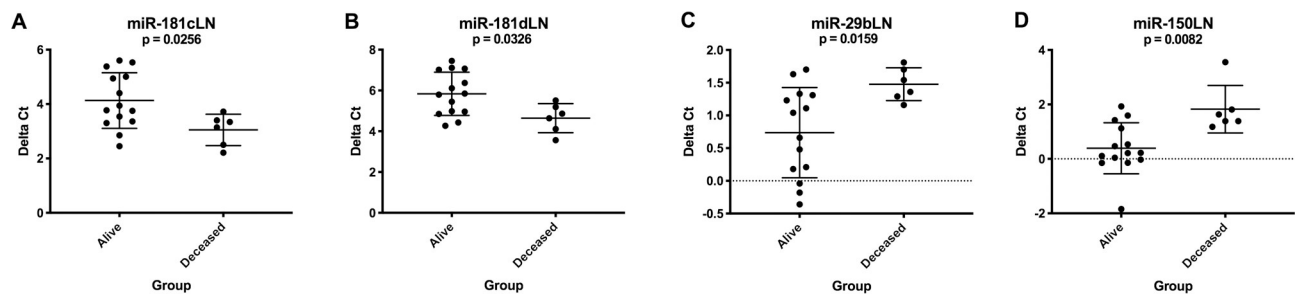 A
miR-181cLN
p = 0.0256
Delta Ct
6
4
2
0
Alive
Deceased
Group
B
miR-181dLN
p = 0.0326
Delta Ct
8
6
4
2
0
Alive
Deceased
Group
C
miR-29bLN
p = 0.0159
Delta Ct
2.0
1.5
1.0
0.5
0.0
-0.5
Alive
Deceased
Group
D
miR-150LN
p = 0.0082
Delta Ct
4
2
0
-2
Alive
Deceased
Group